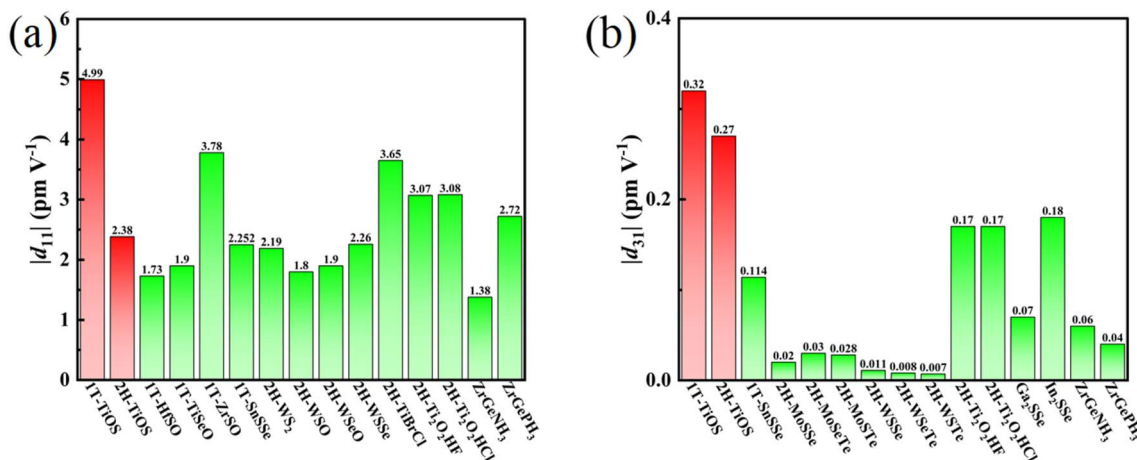 (a)
|d₁₁| (pm V⁻¹)
6
5
4
3
2
1
0
4.99
2.38
1.73
1.9
3.78
2.252
2.19
1.8
1.9
2.26
3.65
3.07
3.08
1.38
2.72
1T-TiOS
2H-TiOS
1T-HfSO
1T-TiSeO
1T-ZrSO
1T-SnSSe
2H-WS₂
2H-WSO
2H-WSeO
2H-WSSe
2H-TiBrCl
2H-Ti₂O₂HF
2H-Ti₂O₂HCl
ZrGeNH₃
ZrGePH₃
(b)
|d₃₁| (pm V⁻¹)
0.4
0.2
0.0
0.32
0.27
0.114
0.02
0.03
0.028
0.011
0.008
0.007
0.17
0.17
0.07
0.18
0.06
0.04
1T-TiOS
2H-TiOS
1T-SnSSe
2H-MoSSe
2H-MoSeTe
2H-MoSTe
2H-WSSe
2H-WSeTe
2H-WSTe
2H-Ti₂O₂HF
2H-Ti₂O₂HCl
Ga₂SSe
In₂SSe
ZrGeNH₃
ZrGePH₃